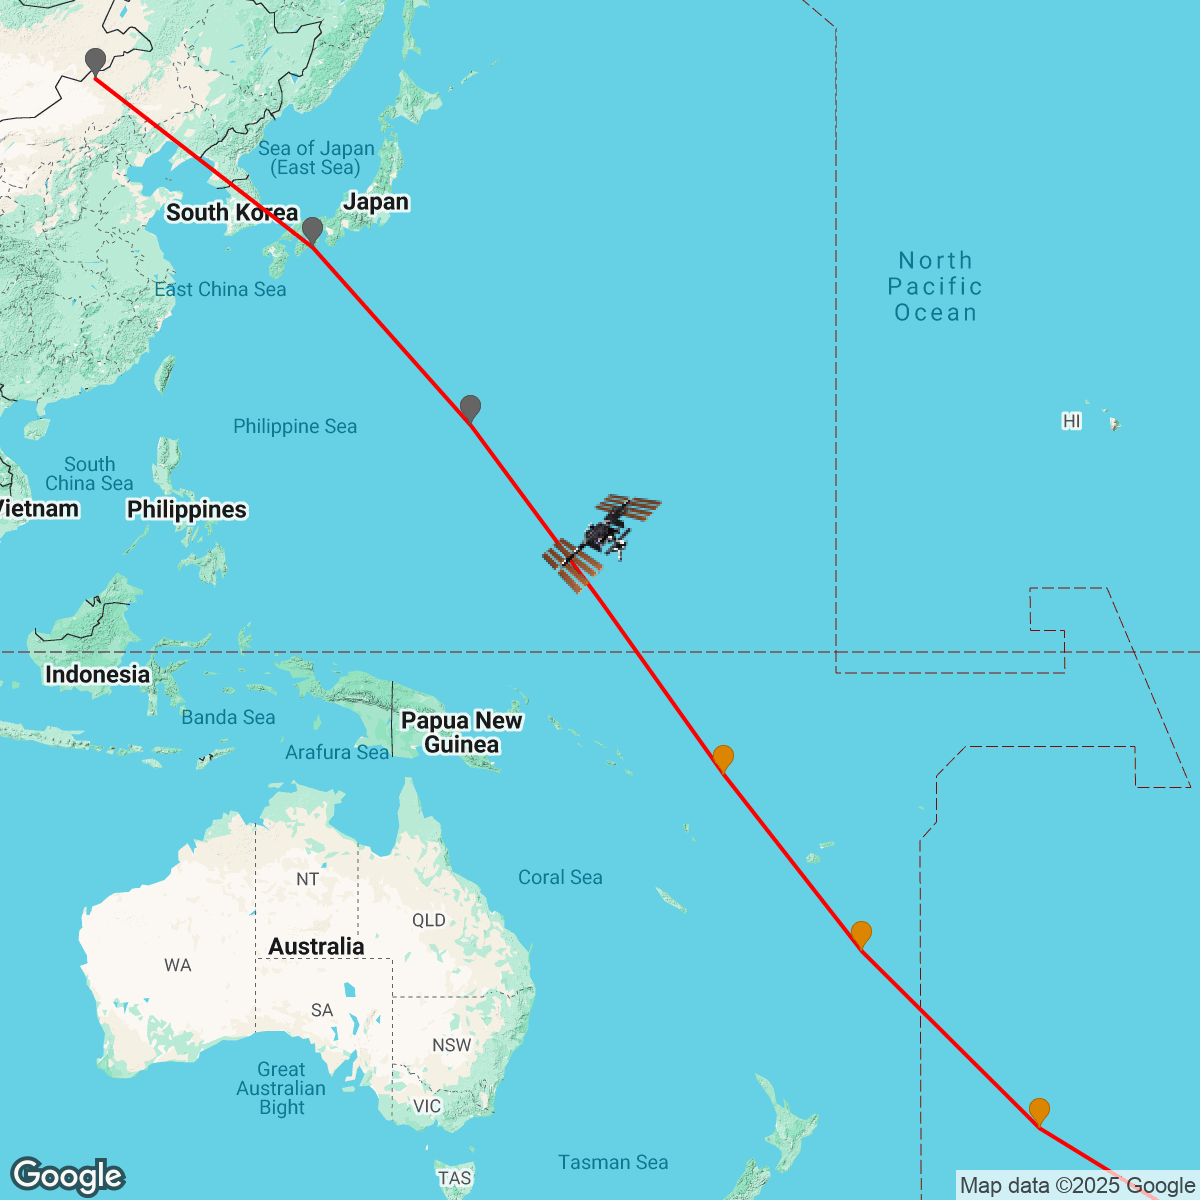 Sea of Japan
(East Sea)
Japan
South Korea
East China Sea
North
Pacific
Ocean
HI
Philippine Sea
South
China Sea
Vietnam
Philippines
Indonesia
Banda Sea
Papua New
Guinea
Arafura Sea
Coral Sea
NT
QLD
Australia
WA
SA
NSW
Great
Australian
Bight
VIC
Tasman Sea
TAS
Google
Map data ©2025 Google